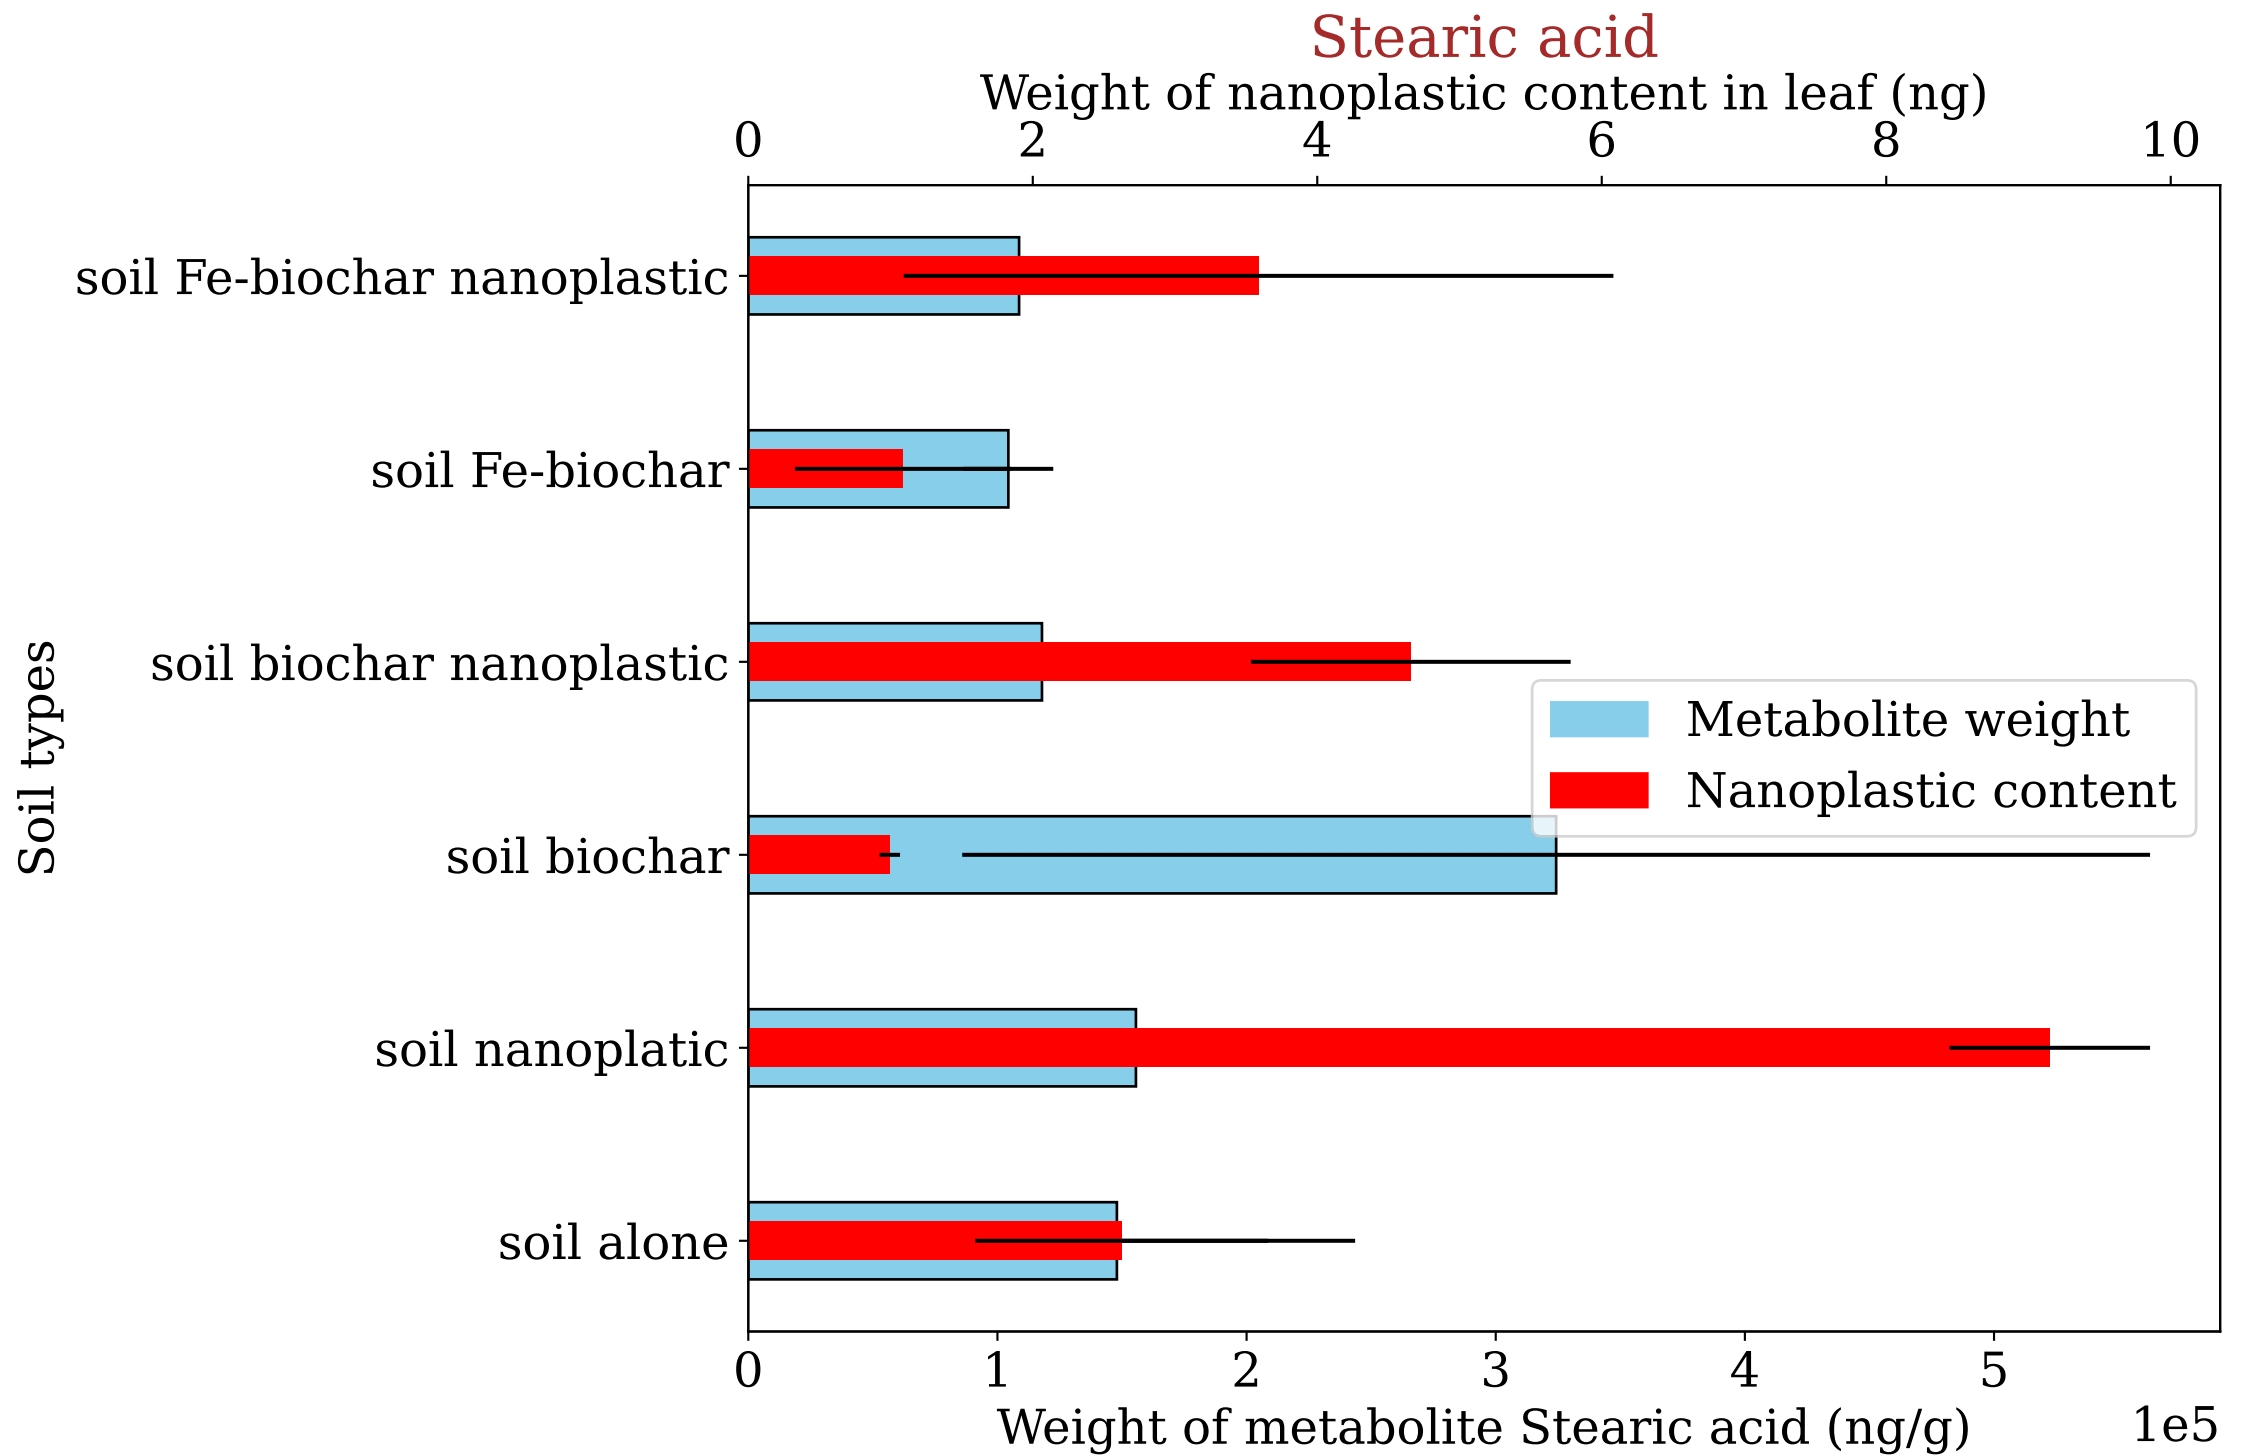 Stearic acid
Weight of nanoplastic content in leaf (ng)
0 2 4 6 8 10
soil Fe-biochar nanoplastic
soil Fe-biochar
soil biochar nanoplastic
Metabolite weight
Nanoplastic content
soil biochar
soil nanoplatic
soil alone
Soil types
0 1 2 3 4 5
Weight of metabolite Stearic acid (ng/g)
1e5